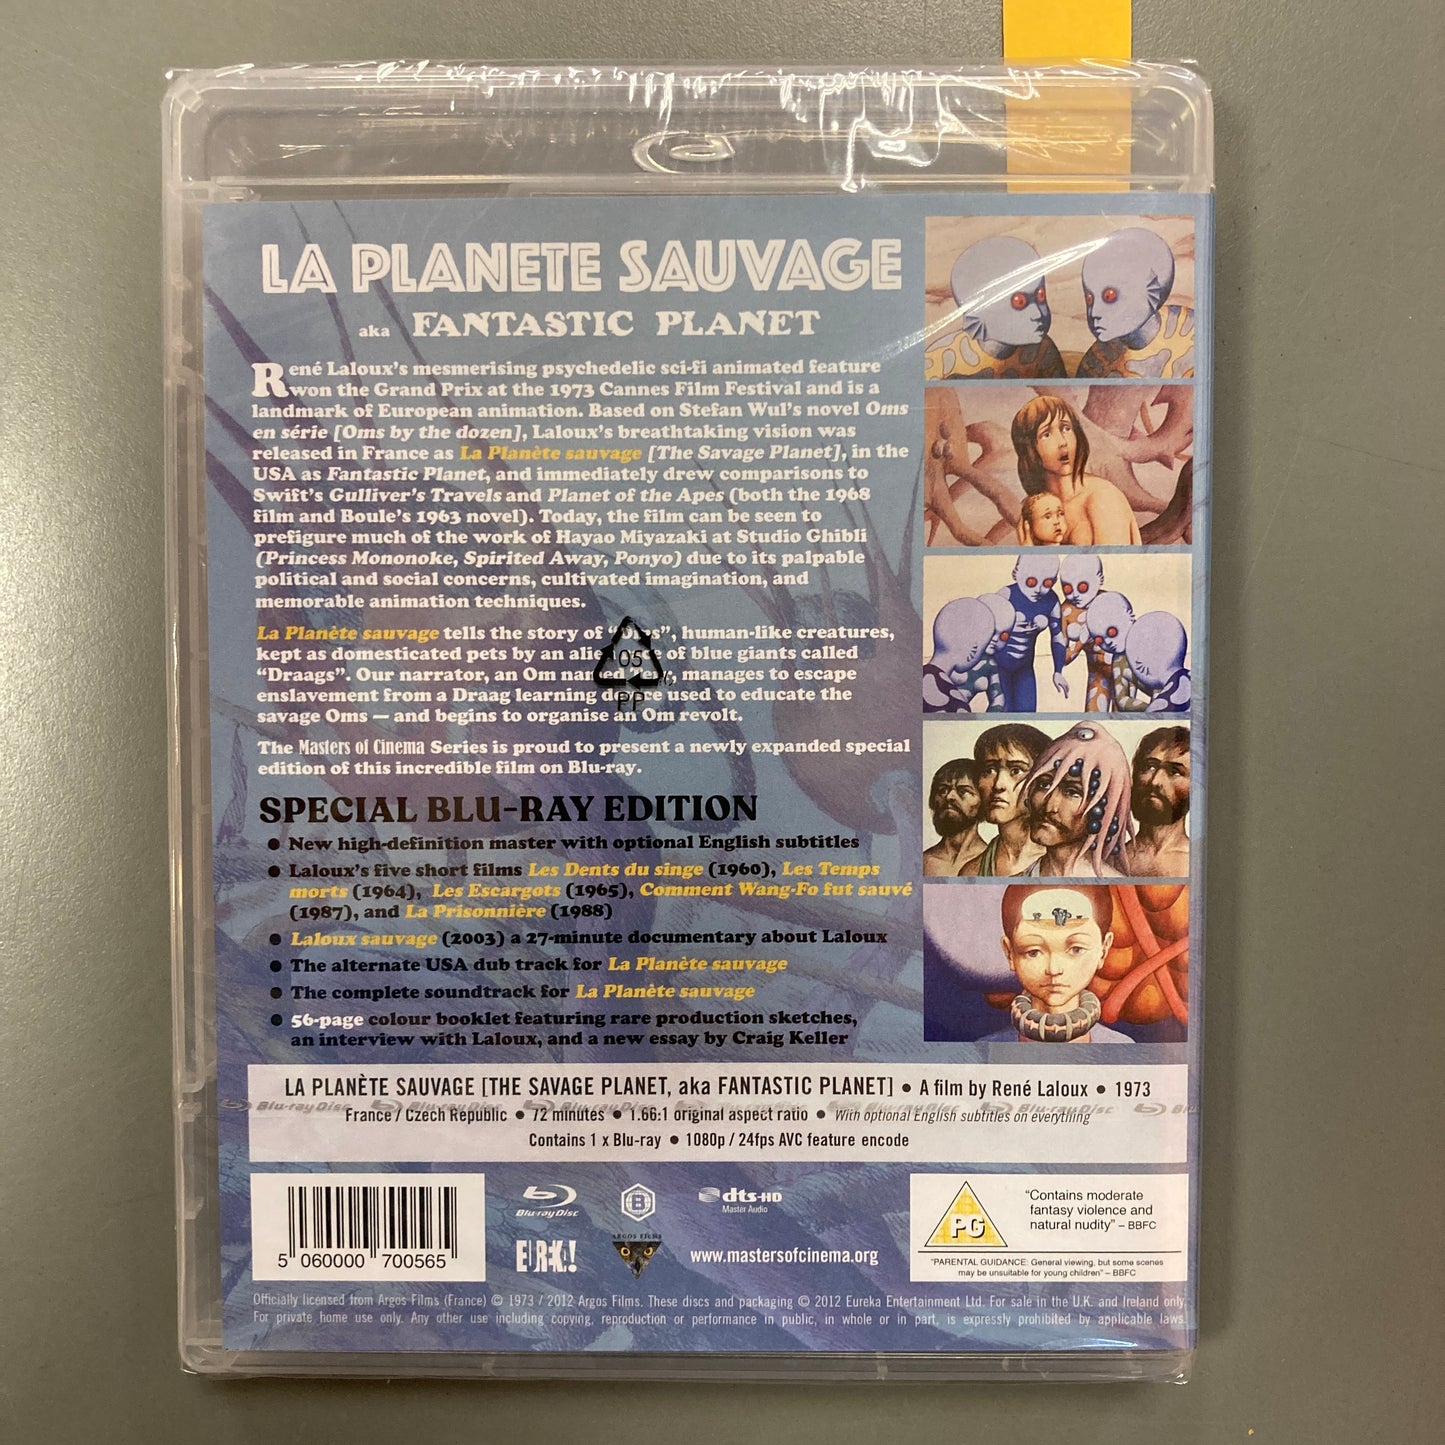 LA PLANETE SAUVAGE
aka FANTASTIC PLANET
René Laloux's mesmerising psychedelic sci-fi animated feature
won the Grand Prix at the 1973 Cannes Film Festival and is a
landmark of European animation. Based on Stefan Wul's novel Oms
en série [Oms by the dozen], Laloux's breathtaking vision was
released in France as La Planète sauvage [The Savage Planet], in the
USA as Fantastic Planet, and immediately drew comparisons to
Swift's Gulliver's Travels and Planet of the Apes (both the 1968
film and Boule's 1963 novel). Today, the film can be seen to
prefigure much of the work of Hayao Miyazaki at Studio Ghibli
(Princess Mononoke, Spirited Away, Ponyo) due to its palpable
political and social concerns, cultivated imagination, and
memorable animation techniques.
La Planète sauvage tells the story of "Oms", human-like creatures,
kept as domesticated pets by an alien race of blue giants called
"Draags". Our narrator, an Om named Terr, manages to escape
enslavement from a Draag learning device used to educate the
savage Oms — and begins to organise an Om revolt.
05
PP
The Masters of Cinema Series is proud to present a newly expanded special
edition of this incredible film on Blu-ray.
SPECIAL BLU-RAY EDITION
● New high-definition master with optional English subtitles
● Laloux's five short films Les Dents du singe (1960), Les Temps
morts (1964), Les Escargots (1965), Comment Wang-Fo fut sauvé
(1987), and La Prisonnière (1988)
● Laloux sauvage (2003) a 27-minute documentary about Laloux
● The alternate USA dub track for La Planète sauvage
● The complete soundtrack for La Planète sauvage
● 56-page colour booklet featuring rare production sketches,
an interview with Laloux, and a new essay by Craig Keller
LA PLANÈTE SAUVAGE [THE SAVAGE PLANET, aka FANTASTIC PLANET] ● A film by René Laloux ● 1973
Blu-ray Disc Blu-ray Disc Blu-ray Disc
France / Czech Republic ● 72 minutes ● 1.66:1 original aspect ratio ● With optional English subtitles on everything
Contains 1 x Blu-ray ● 1080p / 24fps AVC feature encode
5 060000 700565
Blu-ray Disc
B
dts-HD
Master Audio
EUREKA!
ARGOS FILMS
www.mastersofcinema.org
PG
"Contains moderate
fantasy violence and
natural nudity" – BBFC
"PARENTAL GUIDANCE: General viewing, but some scenes
may be unsuitable for young children" – BBFC
Officially licensed from Argos Films (France) © 1973 / 2012 Argos Films. These discs and packaging © 2012 Eureka Entertainment Ltd. For sale in the U.K. and Ireland only.
For private home use only. Any other use including copying, reproduction or performance in public, in whole or in part, is expressly prohibited by applicable laws.